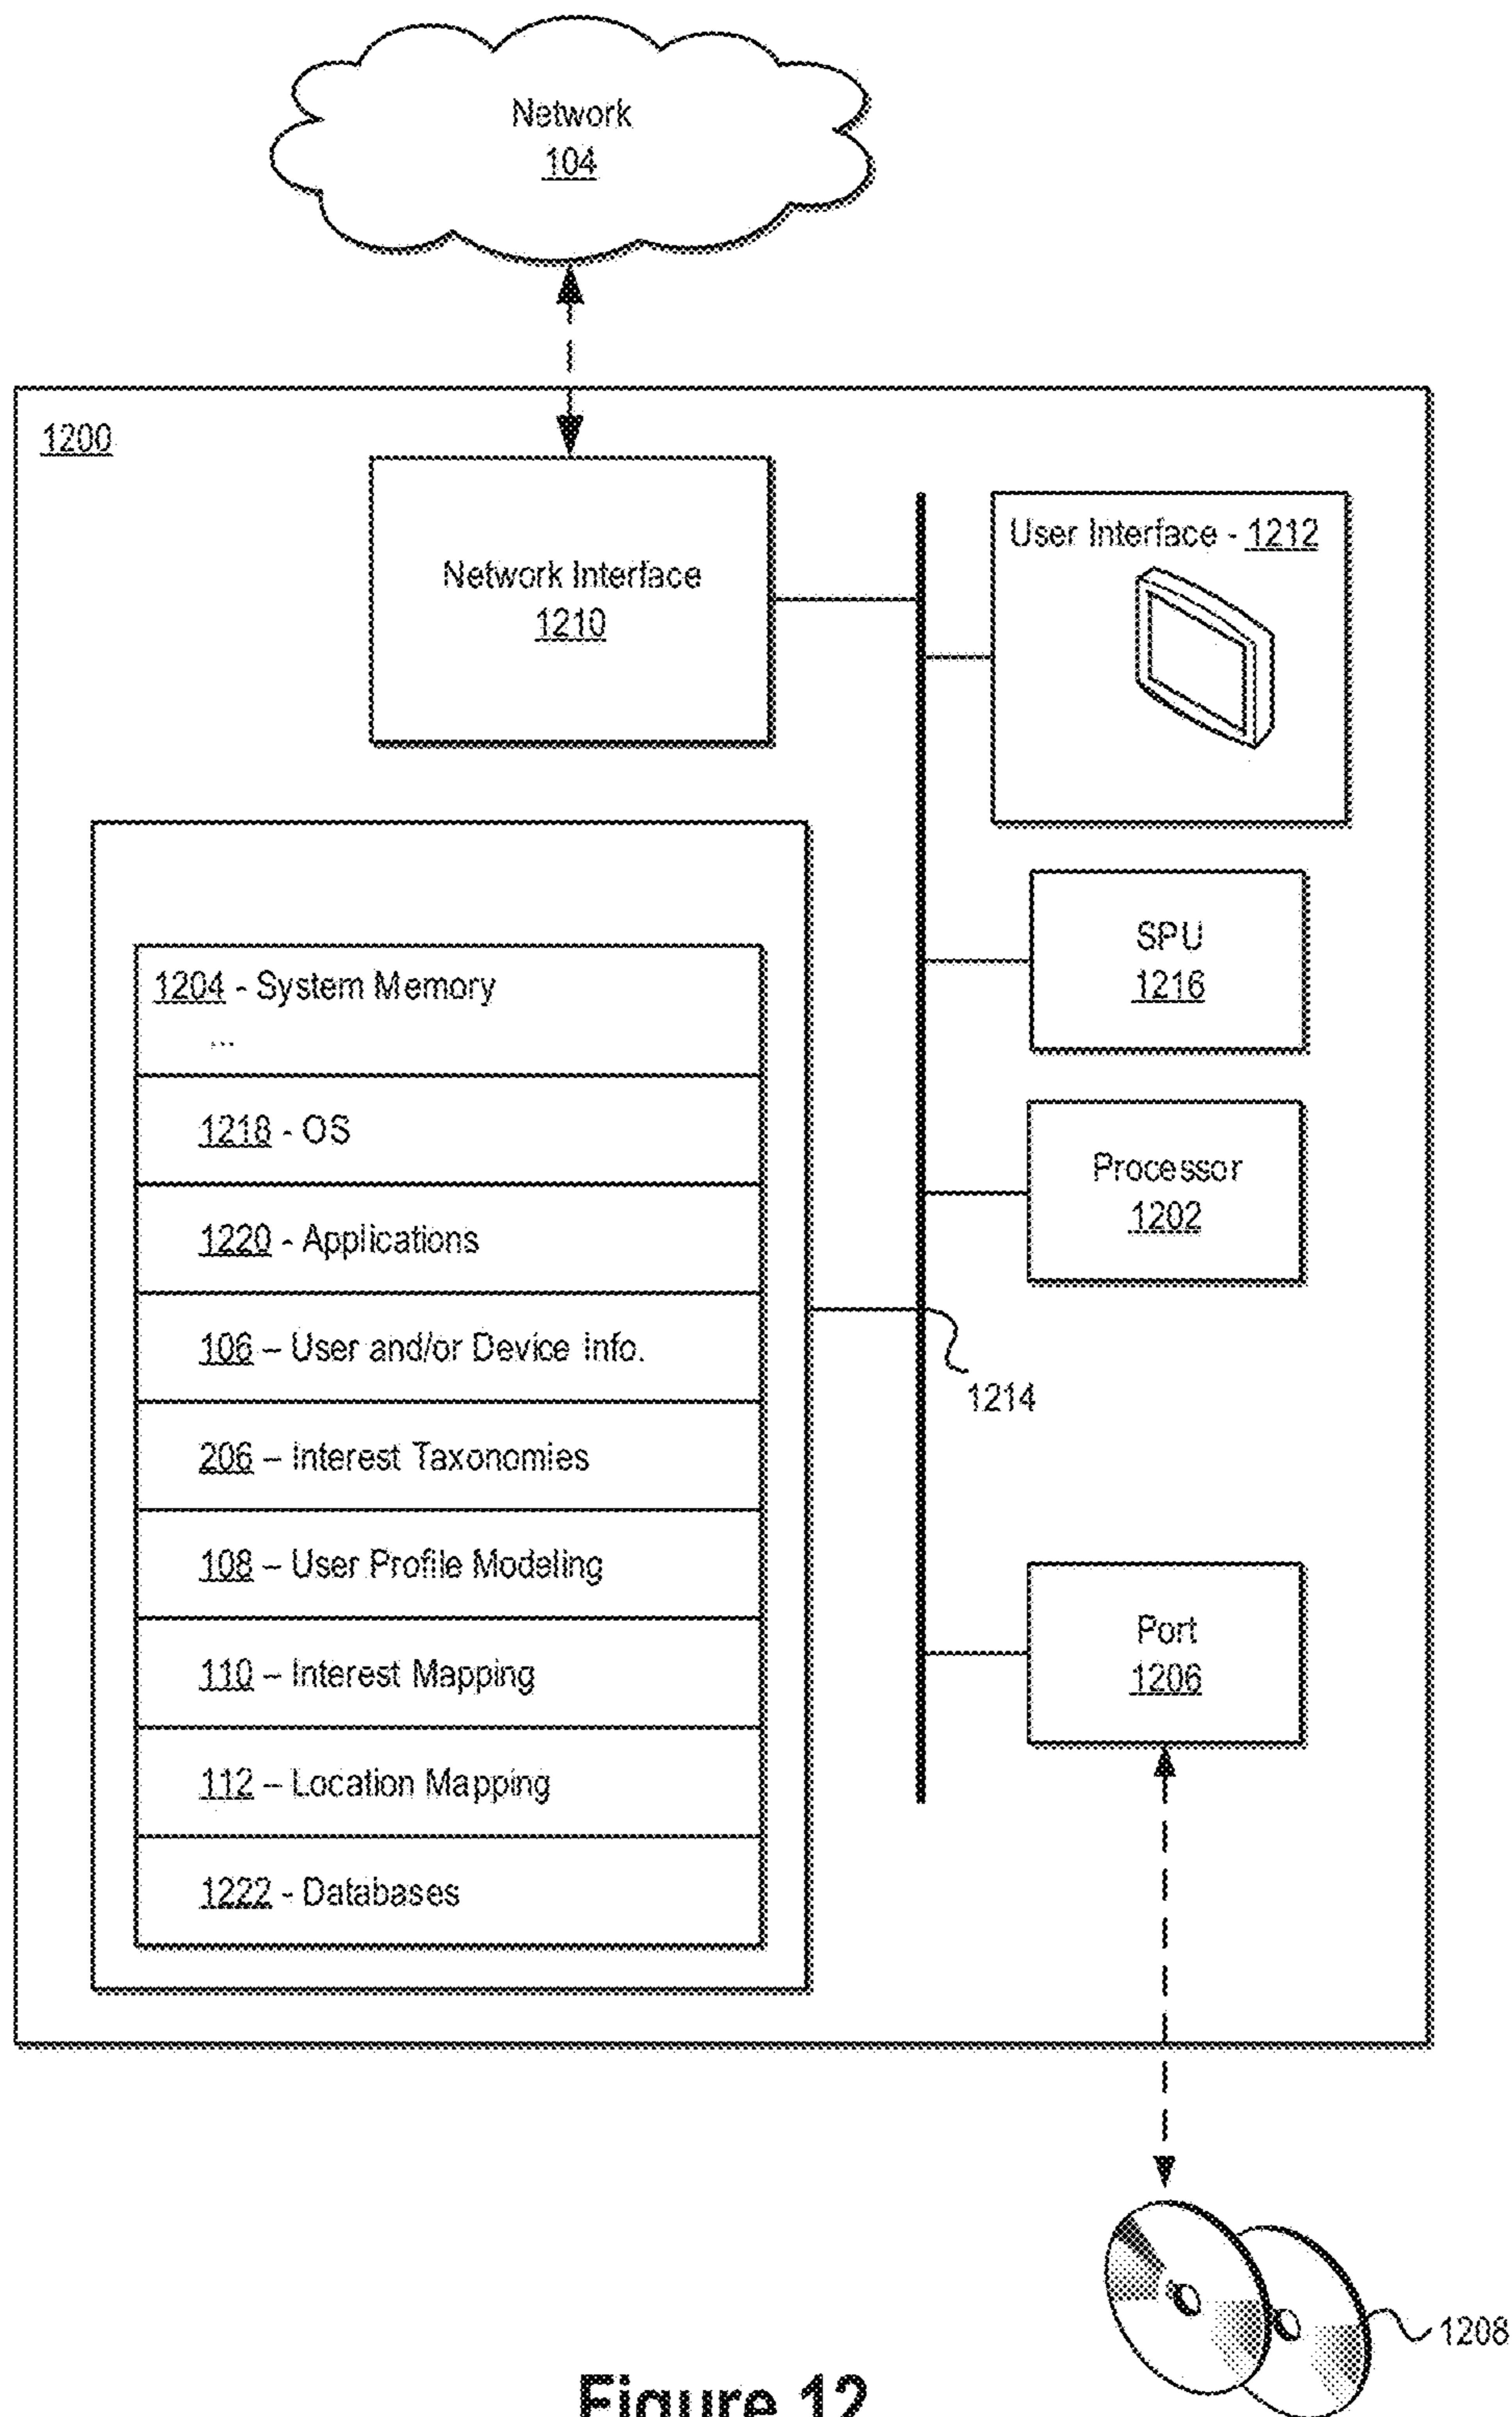 Network
104
1200
Network Interface
1210
User Interface - 1212
SPU
1216
Processor
1202
1214
Port
1206
1204 - System Memory
...
1218 - OS
1220 - Applications
106 – User and/or Device Info.
206 – Interest Taxonomies
108 – User Profile Modeling
110 – Interest Mapping
112 – Location Mapping
1222 - Databases
1208
Figure 12